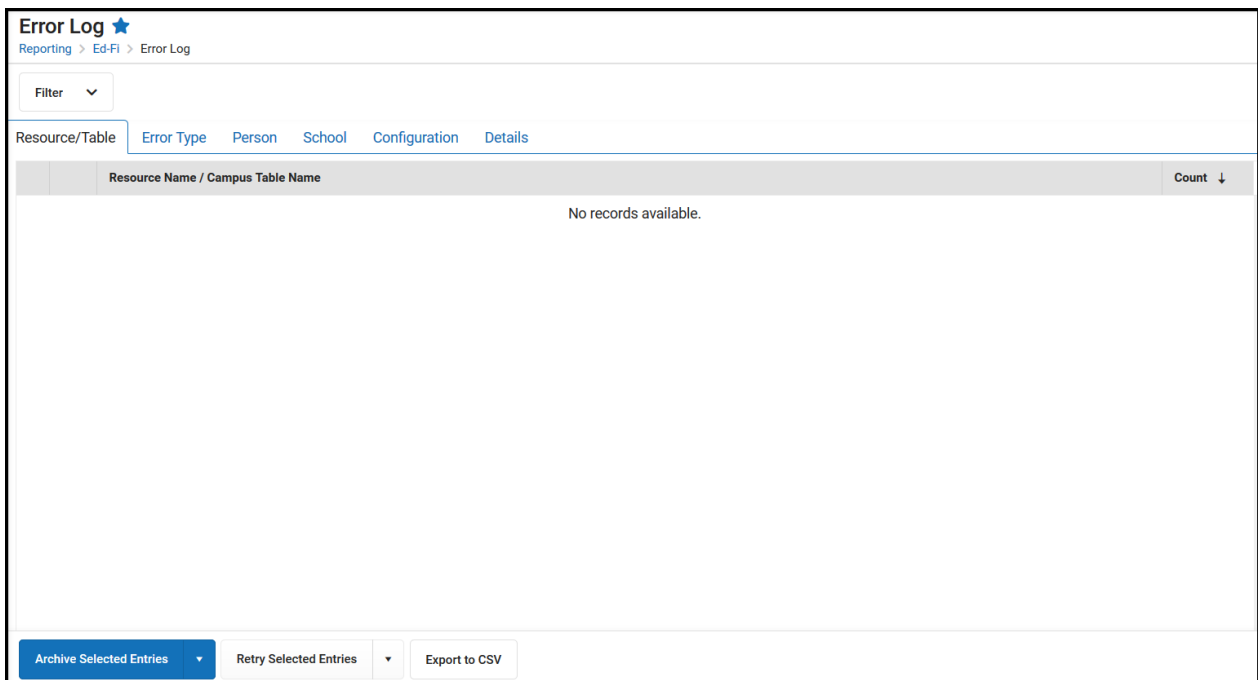 Error Log
Reporting > Ed-Fi > Error Log
Filter
Resource/Table Error Type Person School Configuration Details
Resource Name / Campus Table Name Count ↓
No records available.
Archive Selected Entries Retry Selected Entries Export to CSV